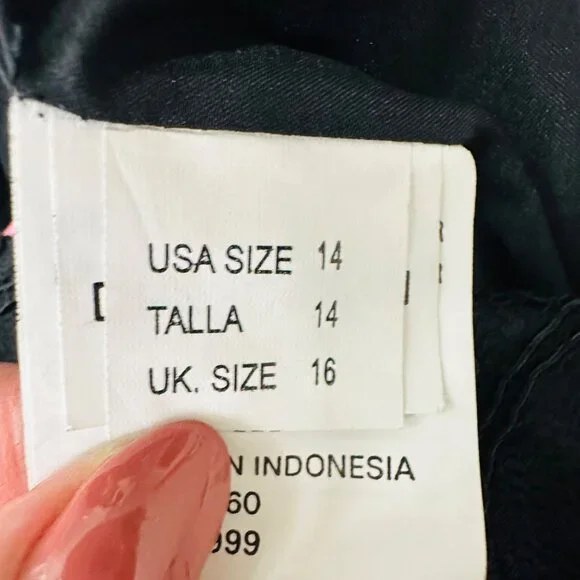 USA SIZE 14
TALLA 14
UK. SIZE 16
N INDONESIA
60
999